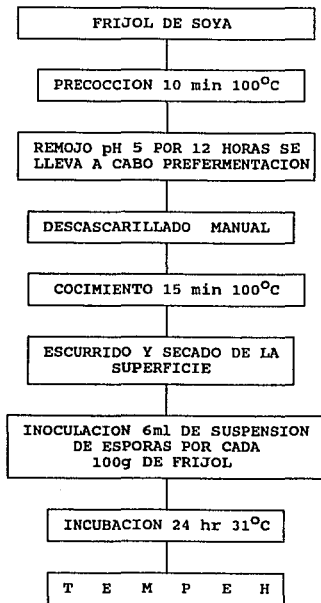 FRIJOL DE SOYA
PRECOCCION 10 min 100°C
REMOJO pH 5 POR 12 HORAS SE
LLEVA A CABO PREFERMENTACION
DESCASCARILLADO MANUAL
COCIMIENTO 15 min 100°C
ESCURRIDO Y SECADO DE LA
SUPERFICIE
INOCULACION 6ml DE SUSPENSION
DE ESPORAS POR CADA
100g DE FRIJOL
INCUBACION 24 hr 31°C
T E M P E H